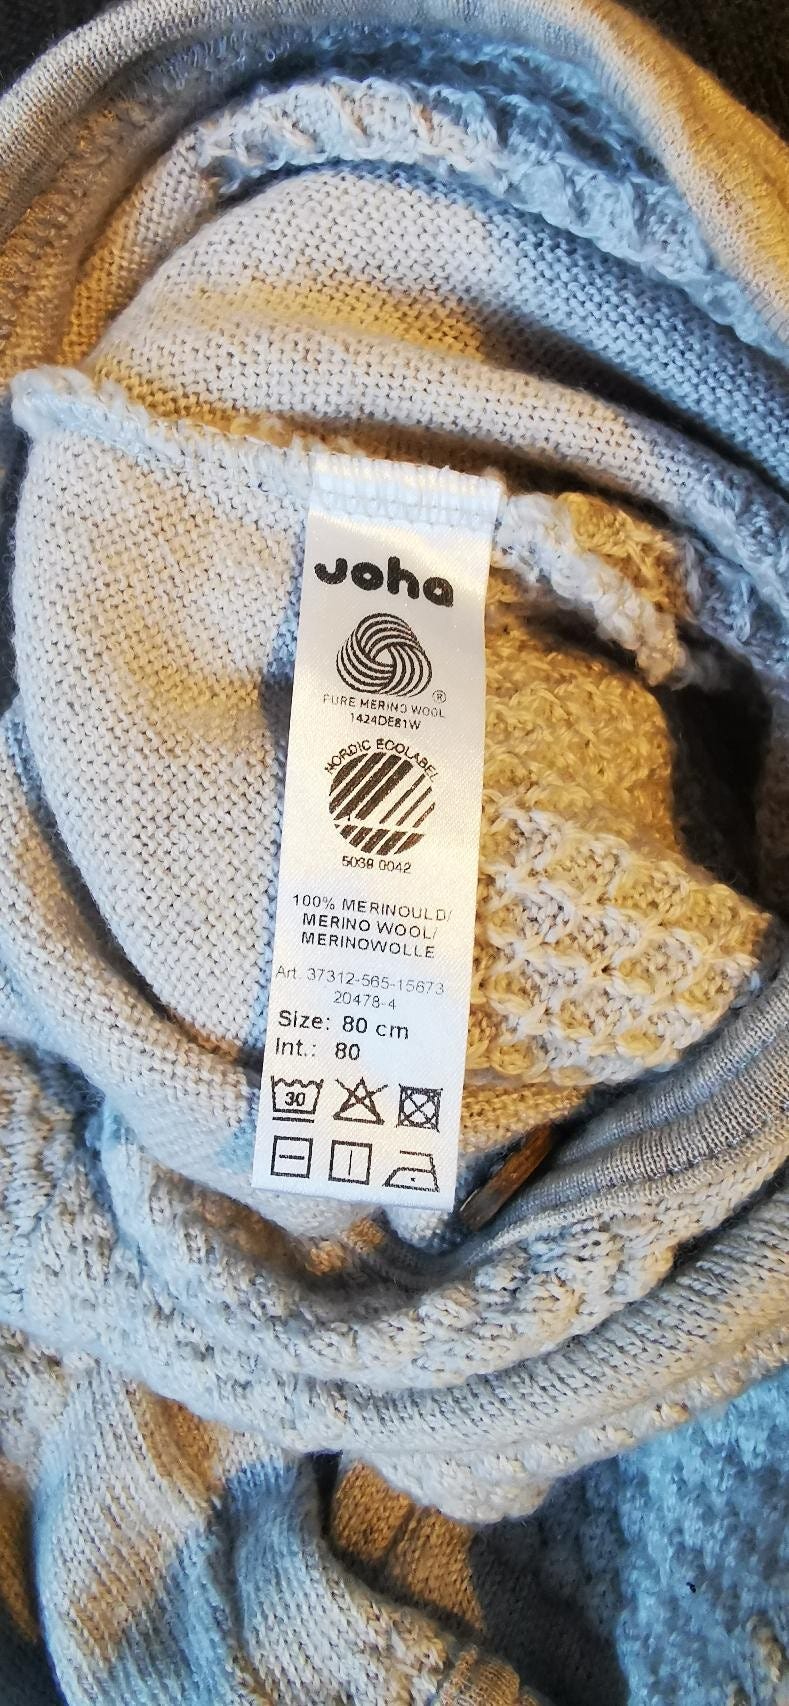 Joha
®
PURE MERINO WOOL
1424DE81W
NORDIC ECOLABEL
5039 0042
100% MERINOULD/
MERINO WOOL/
MERINOWOLLE
Art. 37312-565-15673
20478-4
Size: 80 cm
Int.: 80
30